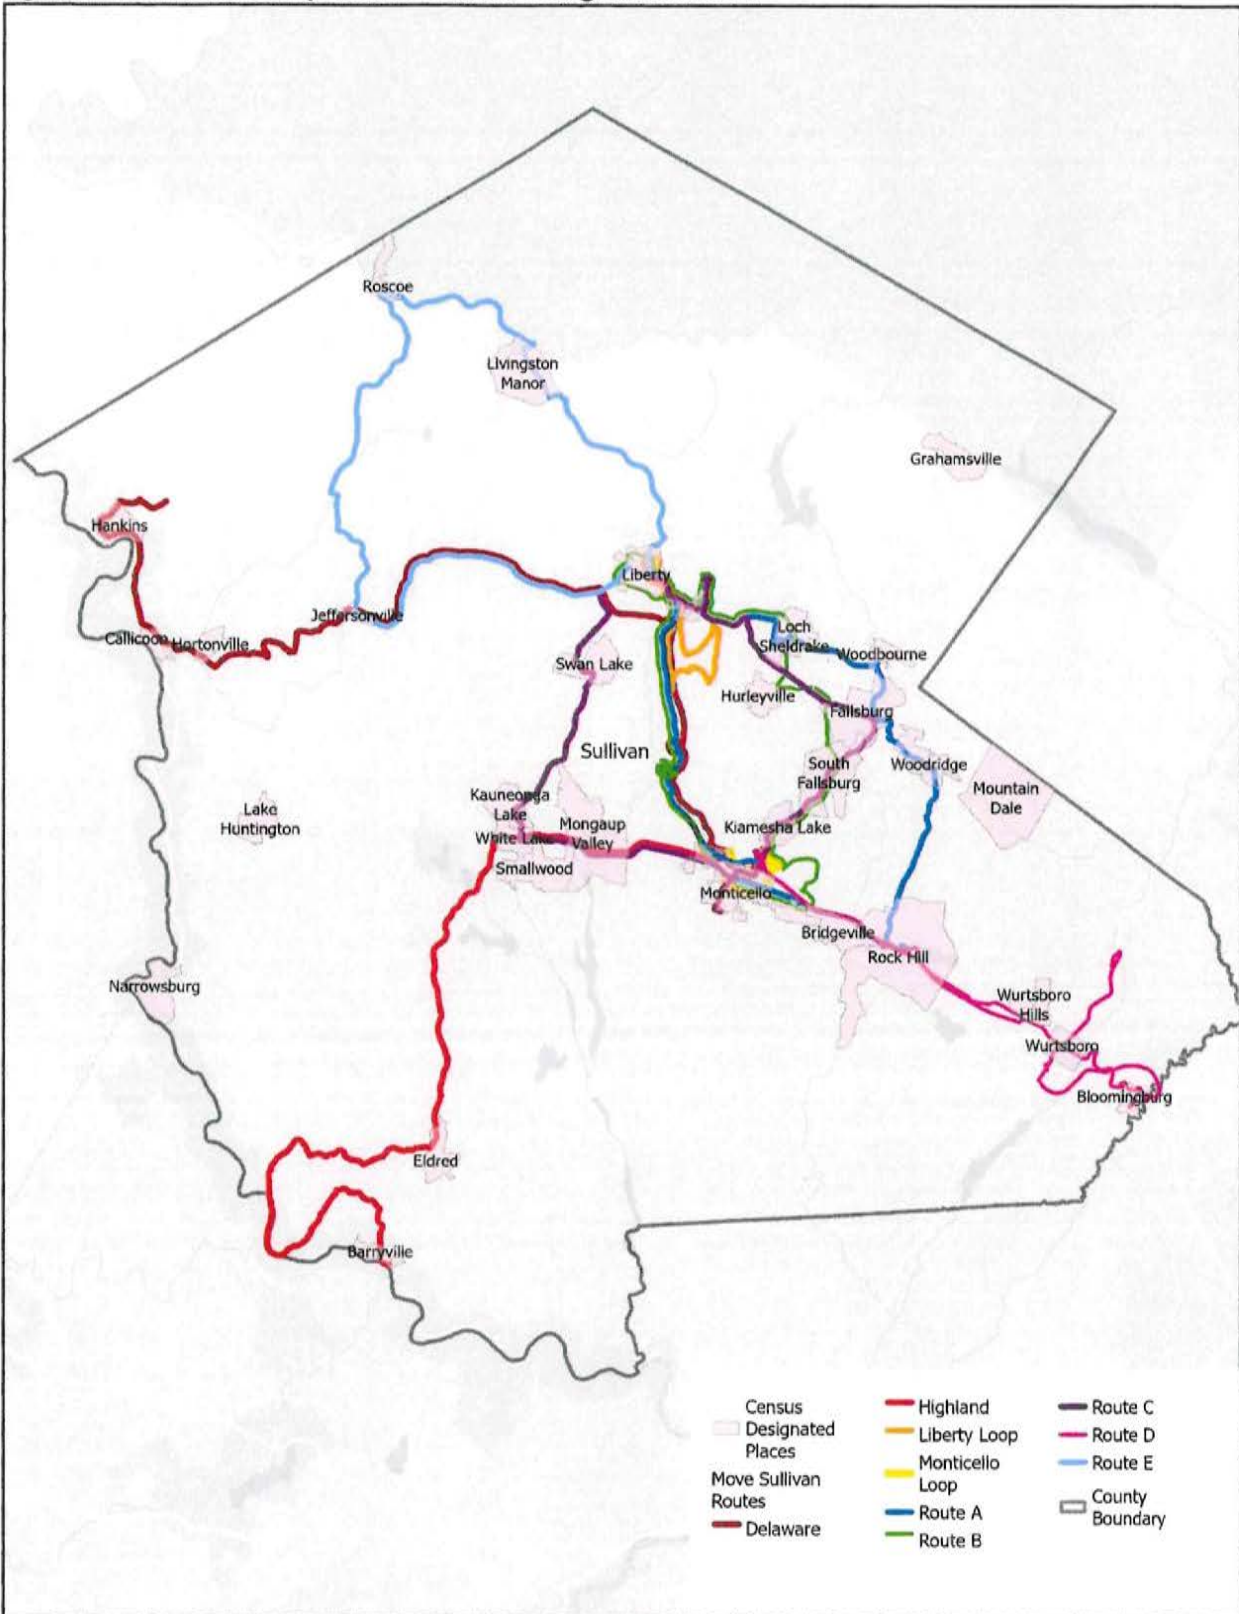 Roscoe
Livingston
Manor
Grahamsville
Hankins
Liberty
Jeffersonville
Callicoon
Hortonville
Loch
Sheldrake
Woodbourne
Swan Lake
Hurleyville
Fallsburg
Sullivan
South
Fallsburg
Woodridge
Mountain
Dale
Kauneonga
Lake
Lake
Huntington
White Lake
Mongaup
Valley
Kiamesha Lake
Smallwood
Monticello
Bridgeville
Rock Hill
Narrowsburg
Wurtsboro
Hills
Wurtsboro
Bloomingburg
Eldred
Barryville
Census
Designated
Places
Move Sullivan
Routes
Delaware
Highland
Liberty Loop
Monticello
Loop
Route A
Route B
Route C
Route D
Route E
County
Boundary